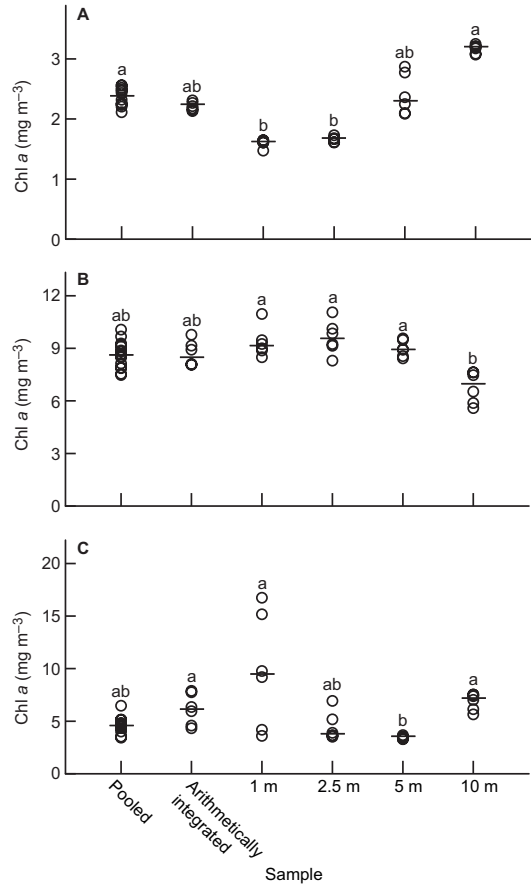 A
3
2
1
0
Chl a (mg m⁻³)
a
ab
b
b
ab
a
B
12
9
6
3
0
Chl a (mg m⁻³)
ab
ab
a
a
a
b
C
20
15
10
5
0
Chl a (mg m⁻³)
ab
a
a
ab
b
a
Pooled
Arithmetically
integrated
1 m
2.5 m
5 m
10 m
Sample